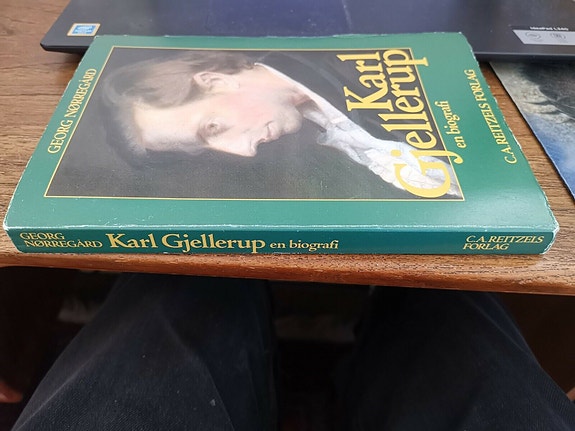 GEORG NØRREGÅRD
Karl
Gjellerup
en biografi
C.A. REITZELS FORLAG
GEORG
NØRREGÅRD
Karl Gjellerup en biografi
C.A. REITZELS
FORLAG